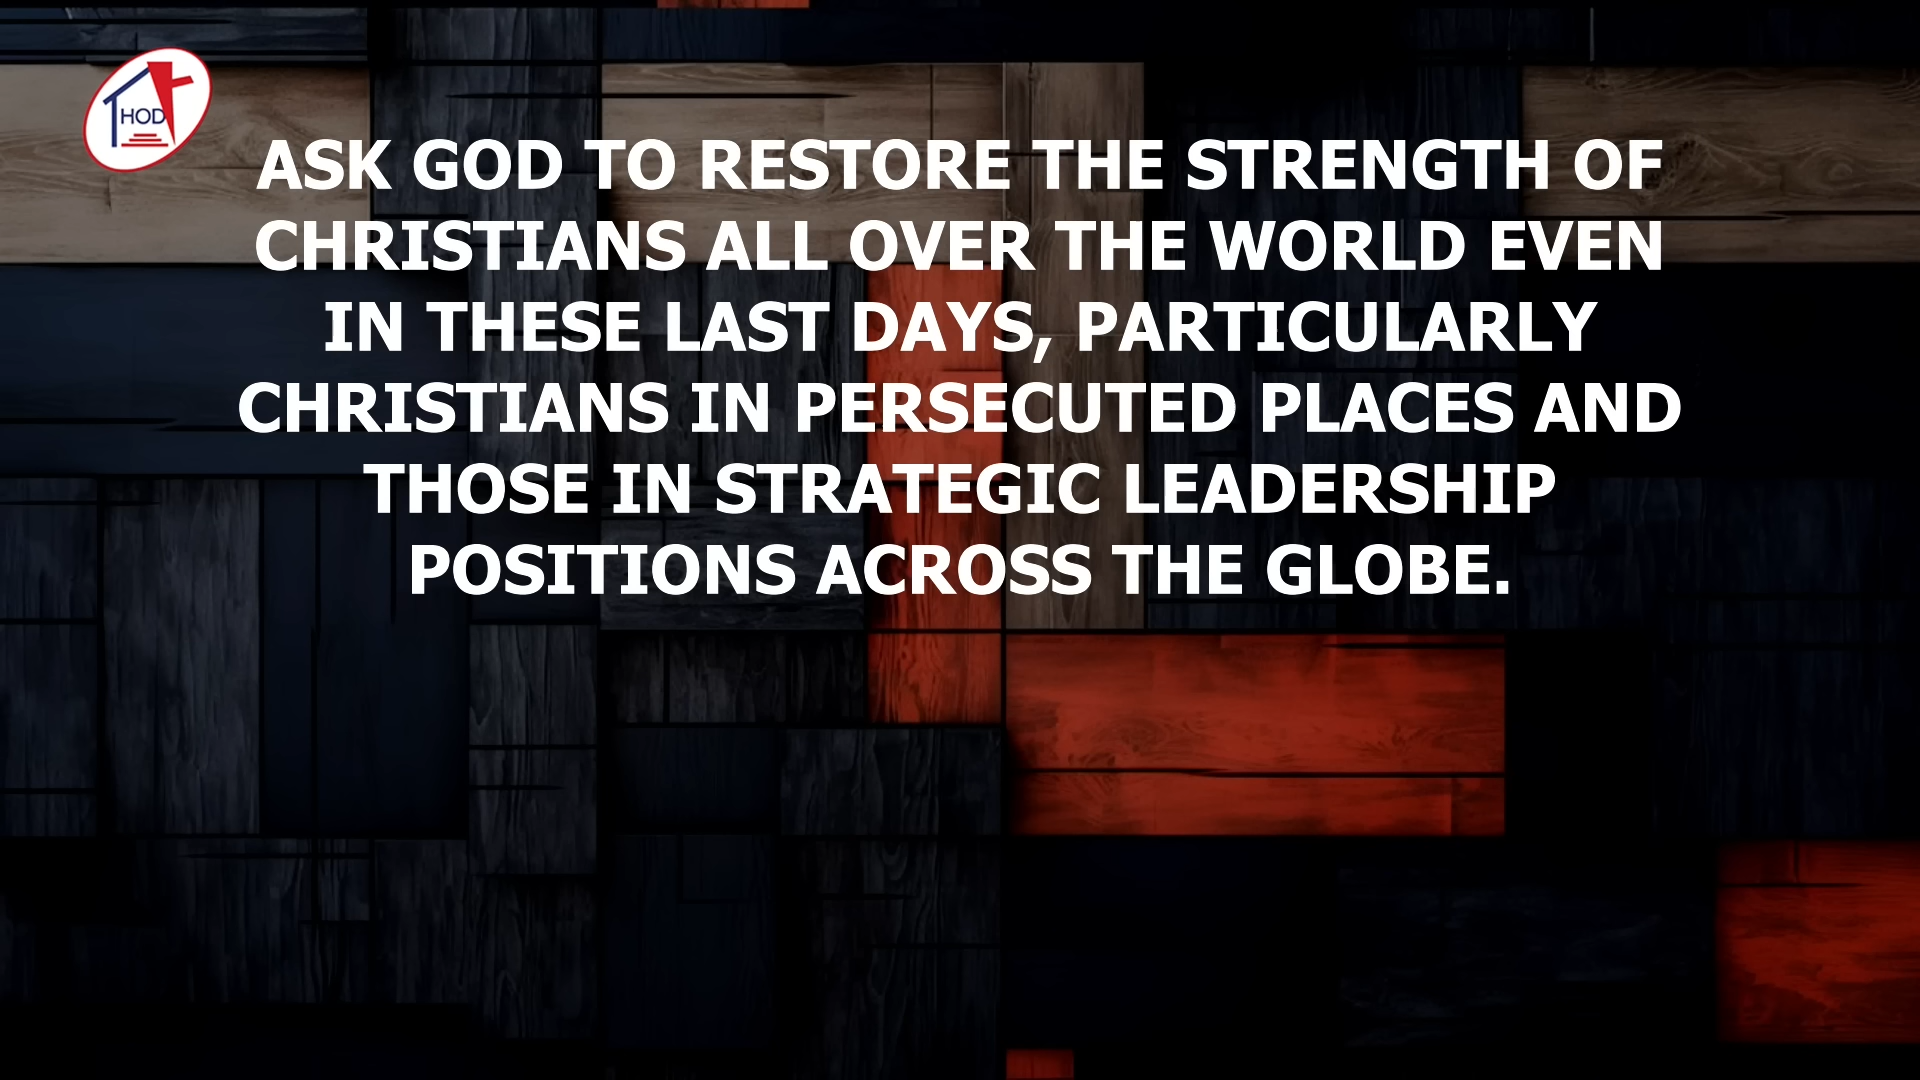 HOD
ASK GOD TO RESTORE THE STRENGTH OF
CHRISTIANS ALL OVER THE WORLD EVEN
IN THESE LAST DAYS, PARTICULARLY
CHRISTIANS IN PERSECUTED PLACES AND
THOSE IN STRATEGIC LEADERSHIP
POSITIONS ACROSS THE GLOBE.